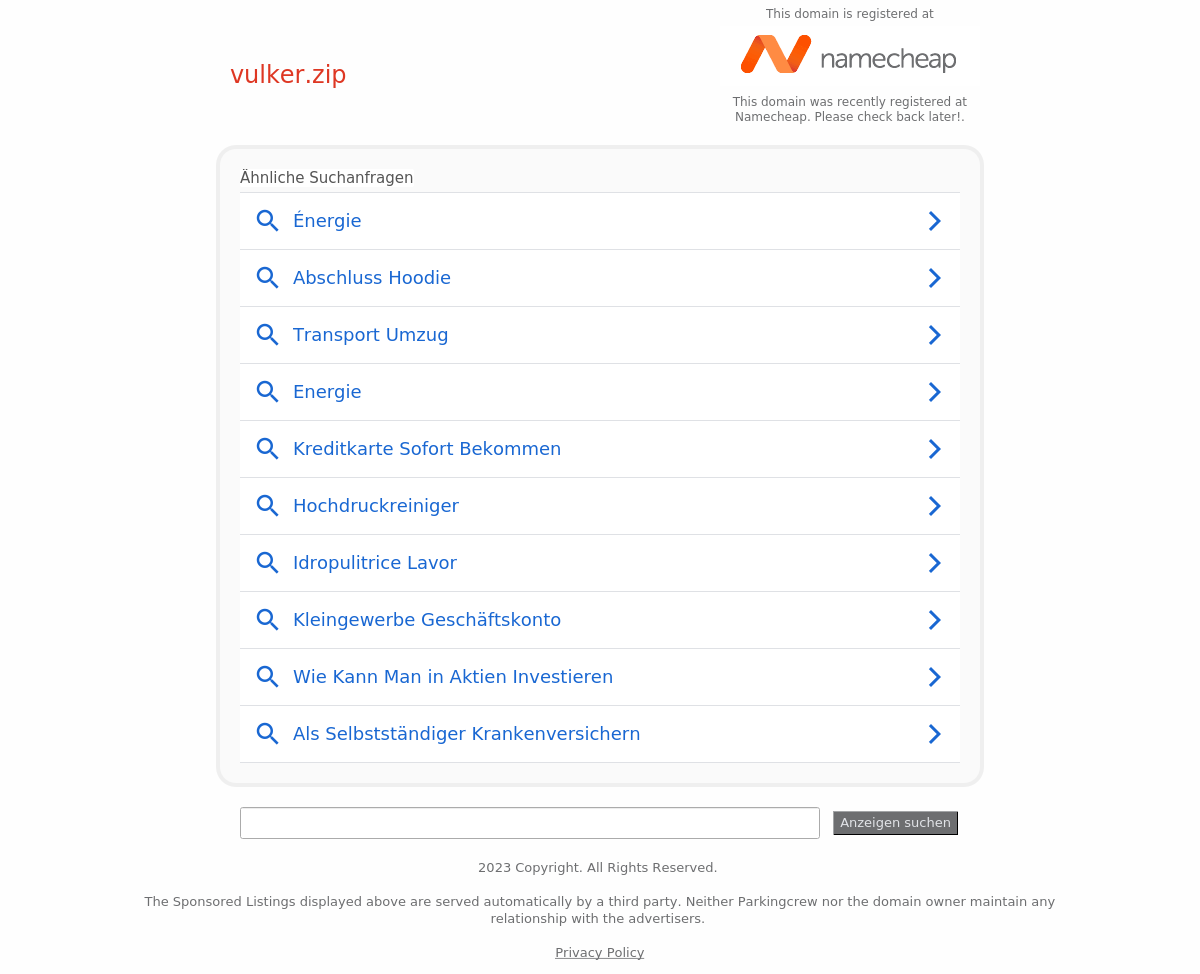 This domain is registered at
namecheap
vulker.zip
This domain was recently registered at
Namecheap. Please check back later!.
Ähnliche Suchanfragen
Énergie
Abschluss Hoodie
Transport Umzug
Energie
Kreditkarte Sofort Bekommen
Hochdruckreiniger
Idropulitrice Lavor
Kleingewerbe Geschäftskonto
Wie Kann Man in Aktien Investieren
Als Selbstständiger Krankenversichern
Anzeigen suchen
2023 Copyright. All Rights Reserved.
The Sponsored Listings displayed above are served automatically by a third party. Neither Parkingcrew nor the domain owner maintain any
relationship with the advertisers.
Privacy Policy